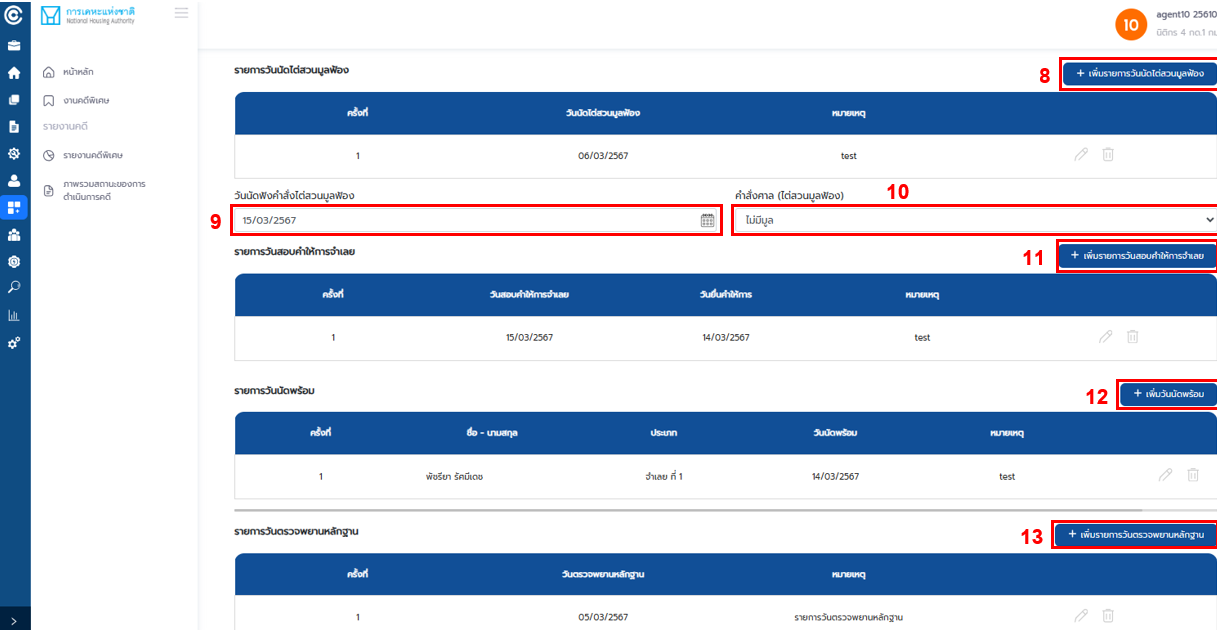 การเคหะแห่งชาติ
National Housing Authority
10
agent10 25610
นิติกร 4 กด.1 กม
หน้าหลัก
งานคดีพิเศษ
รายงานคดี
รายงานคดีพิเศษ
ภาพรวมสถานะของการ
ดำเนินการคดี
รายการวันนัดไต่สวนมูลฟ้อง
8
+ เพิ่มรายการวันนัดไต่สวนมูลฟ้อง
ครั้งที่ วันนัดไต่สวนมูลฟ้อง หมายเหตุ
1 06/03/2567 test
วันนัดฟังคำสั่งไต่สวนมูลฟ้อง
คำสั่งศาล (ไต่สวนมูลฟ้อง)
10
9
15/03/2567
ไม่มีมูล
รายการวันสอบคำให้การจำเลย
11
+ เพิ่มรายการวันสอบคำให้การจำเลย
ครั้งที่ วันสอบคำให้การจำเลย วันยื่นคำให้การ หมายเหตุ
1 15/03/2567 14/03/2567 test
รายการวันนัดพร้อม
12
+ เพิ่มวันนัดพร้อม
ครั้งที่ ชื่อ - นามสกุล ประเภท วันนัดพร้อม หมายเหตุ
1 พัชรียา รัศมีเดช จำเลย ที่ 1 14/03/2567 test
รายการวันตรวจพยานหลักฐาน
13
+ เพิ่มรายการวันตรวจพยานหลักฐาน
ครั้งที่ วันตรวจพยานหลักฐาน หมายเหตุ
1 05/03/2567 รายการวันตรวจพยานหลักฐาน